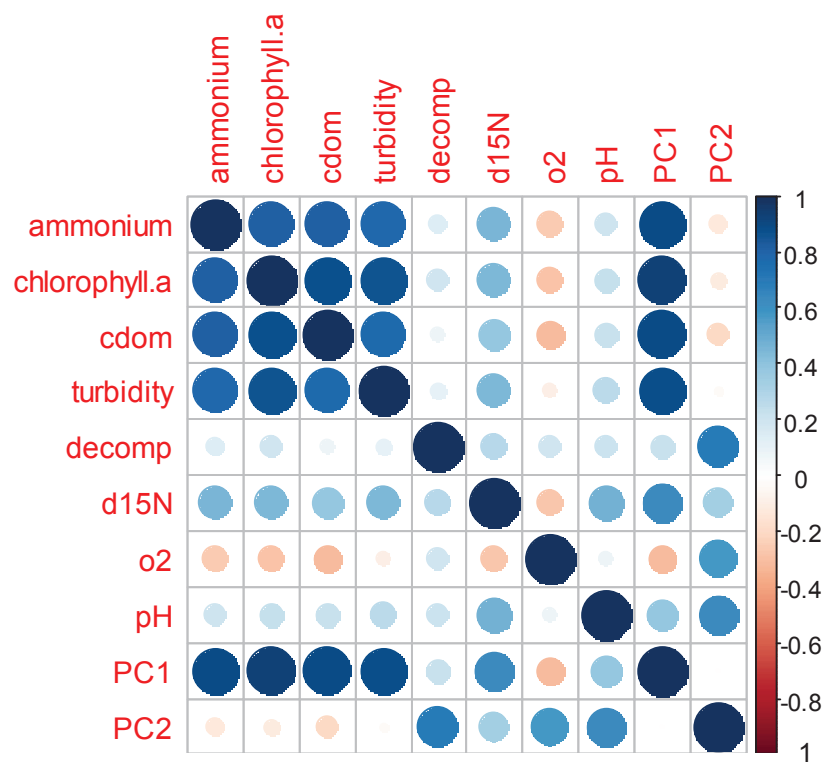 ammonium
chlorophyll.a
cdom
turbidity
decomp
d15N
o2
pH
PC1
PC2
ammonium
chlorophyll.a
cdom
turbidity
decomp
d15N
o2
pH
PC1
PC2
1
0.8
0.6
0.4
0.2
0
-0.2
-0.4
-0.6
-0.8
1